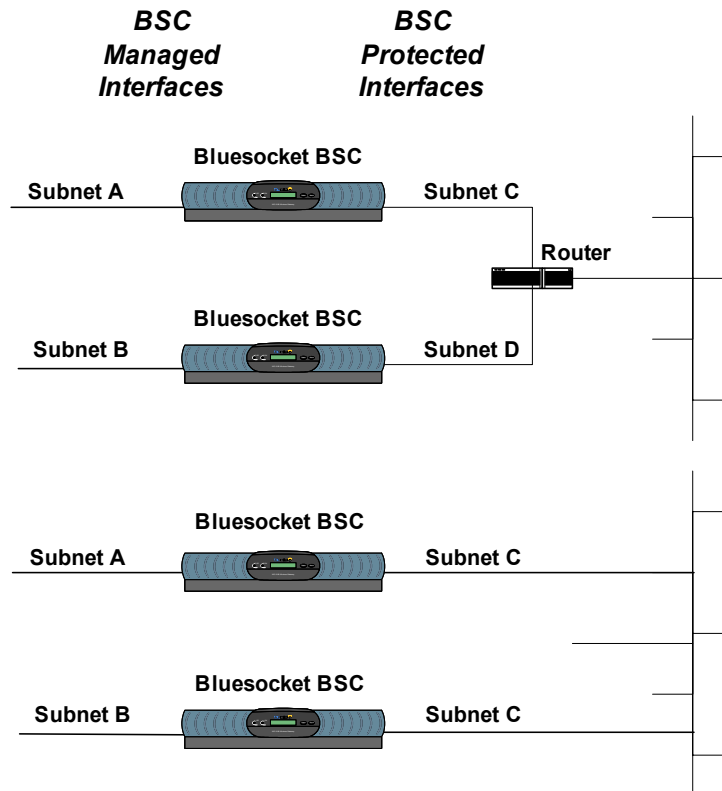 BSC
Managed
Interfaces
BSC
Protected
Interfaces
Bluesocket BSC
Subnet A
Subnet C
Router
Bluesocket BSC
Subnet B
Subnet D
Bluesocket BSC
Subnet A
Subnet C
Bluesocket BSC
Subnet B
Subnet C